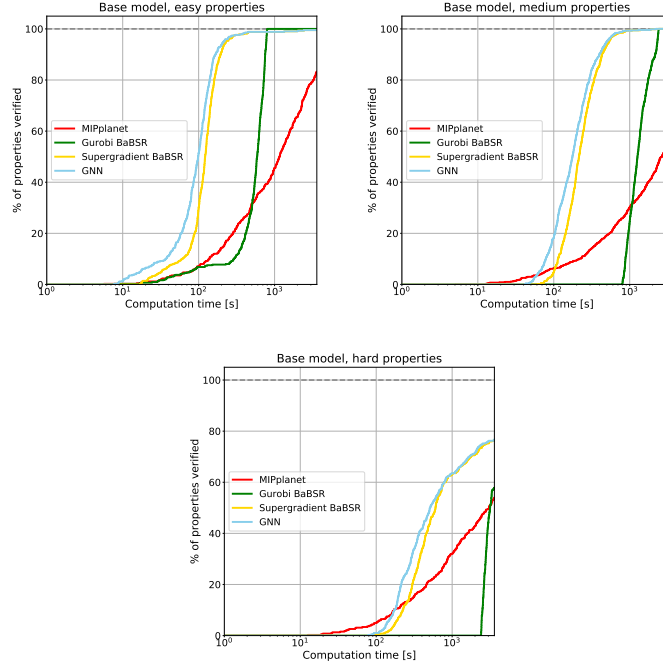 Base model, easy properties
% of properties verified
100
80
60
40
20
0
MIPplanet
Gurobi BaBSR
Supergradient BaBSR
GNN
10^0 10^1 10^2 10^3
Computation time [s]
Base model, medium properties
% of properties verified
100
80
60
40
20
0
MIPplanet
Gurobi BaBSR
Supergradient BaBSR
GNN
10^0 10^1 10^2 10^3
Computation time [s]
Base model, hard properties
% of properties verified
100
80
60
40
20
0
MIPplanet
Gurobi BaBSR
Supergradient BaBSR
GNN
10^0 10^1 10^2 10^3
Computation time [s]